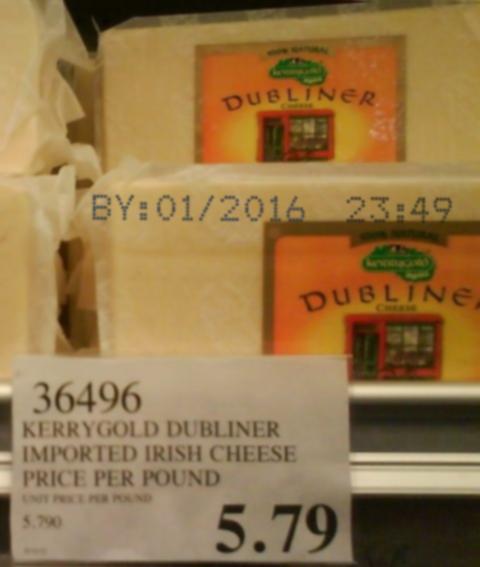 100% NATURAL
Kerrygold
DUBLINER
CHEESE
BY:01/2016 23:49
100% NATURAL
Kerrygold
DUBLINER
CHEESE
36496
KERRYGOLD DUBLINER
IMPORTED IRISH CHEESE
PRICE PER POUND
UNIT PRICE PER POUND
5.790
5.79